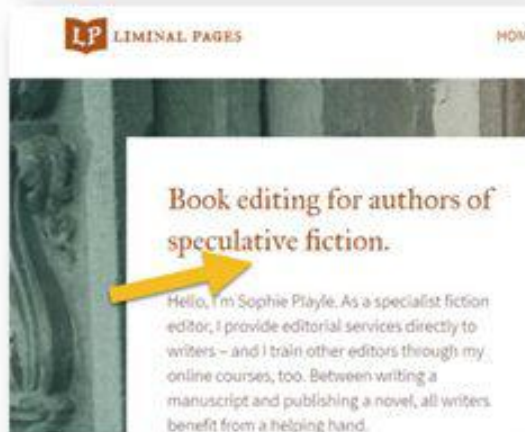 LP LIMINAL PAGES
HOM
Book editing for authors of
speculative fiction.
Hello, I'm Sophie Playle. As a specialist fiction
editor, I provide editorial services directly to
writers – and I train other editors through my
online courses, too. Between writing a
manuscript and publishing a novel, all writers
benefit from a helping hand.